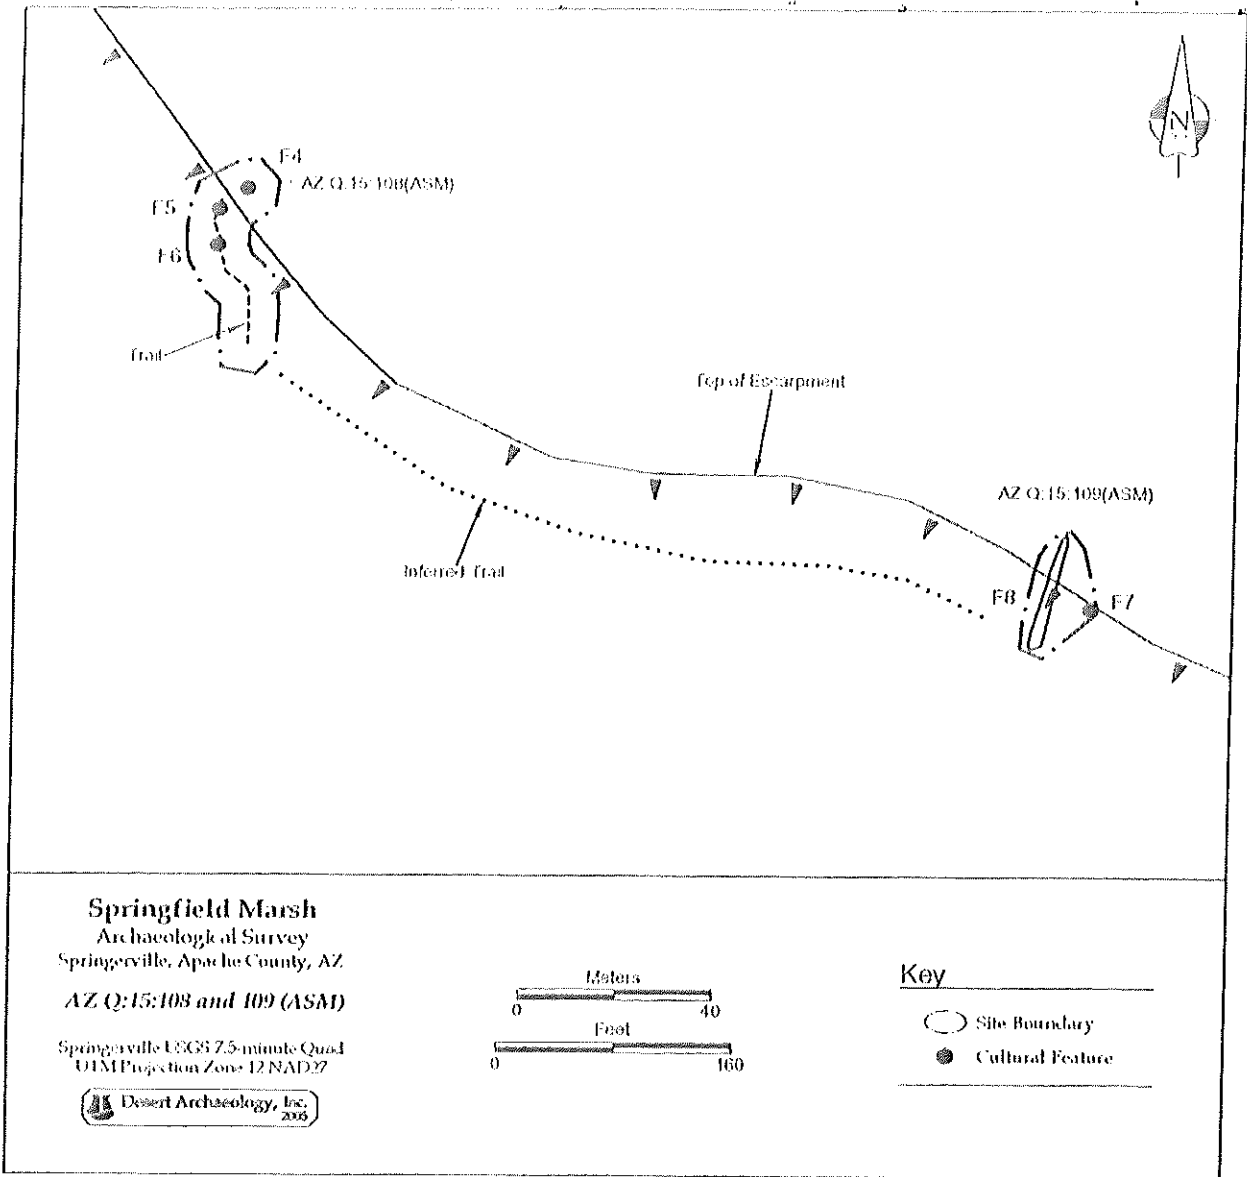 N
F4
AZ Q:15:108(ASM)
F5
F6
Trail
Top of Escarpment
AZ Q:15:109(ASM)
Inferred Trail
F8
F7
Springfield Marsh
Archaeological Survey
Springerville, Apache County, AZ
AZ Q:15:108 and 109 (ASM)
Springerville USGS 7.5-minute Quad
UTM Projection Zone 12 NAD27
Desert Archaeology, Inc.
2005
Meters
0 40
Feet
0 160
Key
Site Boundary
Cultural Feature